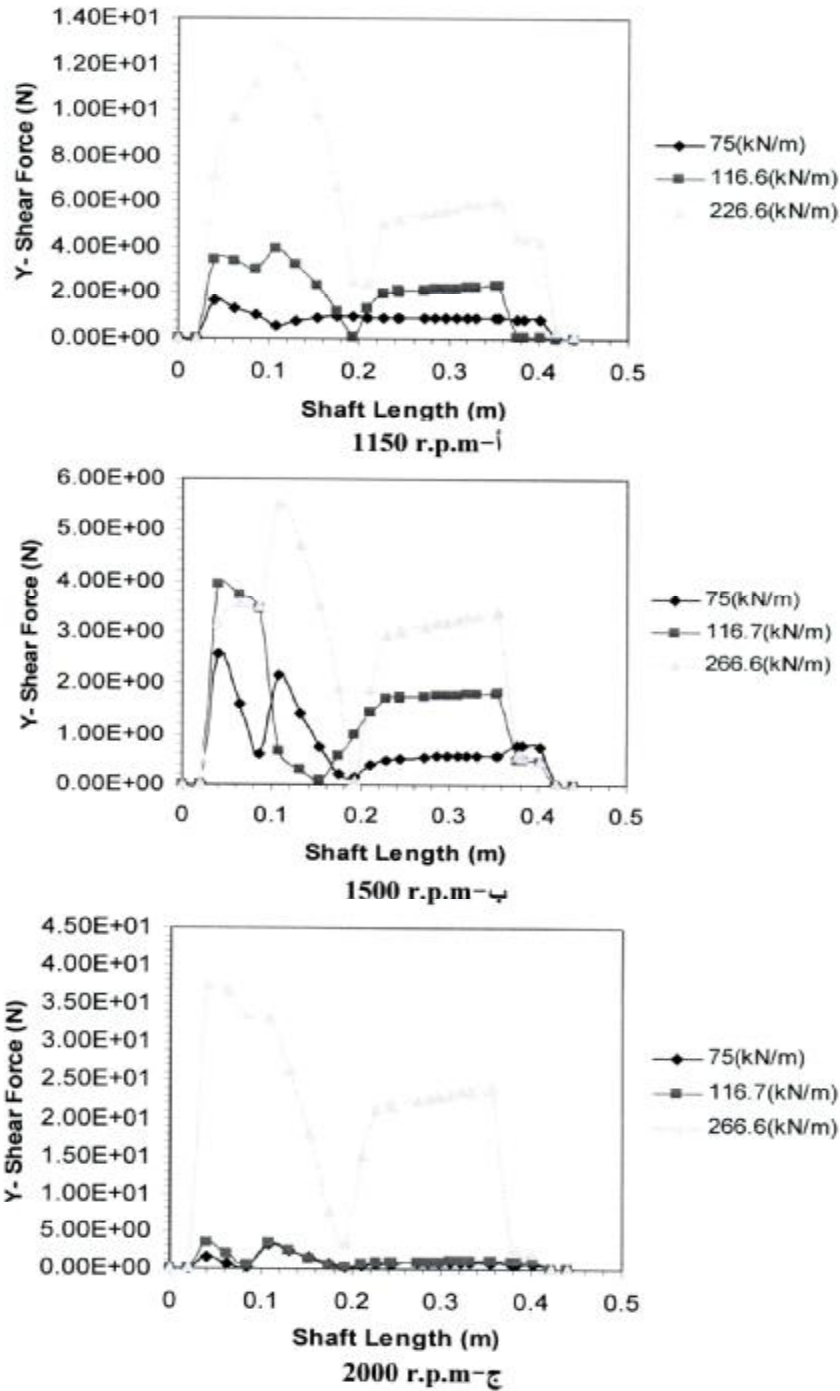 1.40E+01
1.20E+01
1.00E+01
8.00E+00
6.00E+00
4.00E+00
2.00E+00
0.00E+00
Y- Shear Force (N)
0 0.1 0.2 0.3 0.4 0.5
Shaft Length (m)
75(kN/m)
116.6(kN/m)
226.6(kN/m)
أ-1150 r.p.m
6.00E+00
5.00E+00
4.00E+00
3.00E+00
2.00E+00
1.00E+00
0.00E+00
Y- Shear Force (N)
0 0.1 0.2 0.3 0.4 0.5
Shaft Length (m)
75(kN/m)
116.7(kN/m)
266.6(kN/m)
ب-1500 r.p.m
4.50E+01
4.00E+01
3.50E+01
3.00E+01
2.50E+01
2.00E+01
1.50E+01
1.00E+01
5.00E+00
0.00E+00
Y- Shear Force (N)
0 0.1 0.2 0.3 0.4 0.5
Shaft Length (m)
75(kN/m)
116.7(kN/m)
266.6(kN/m)
ج-2000 r.p.m